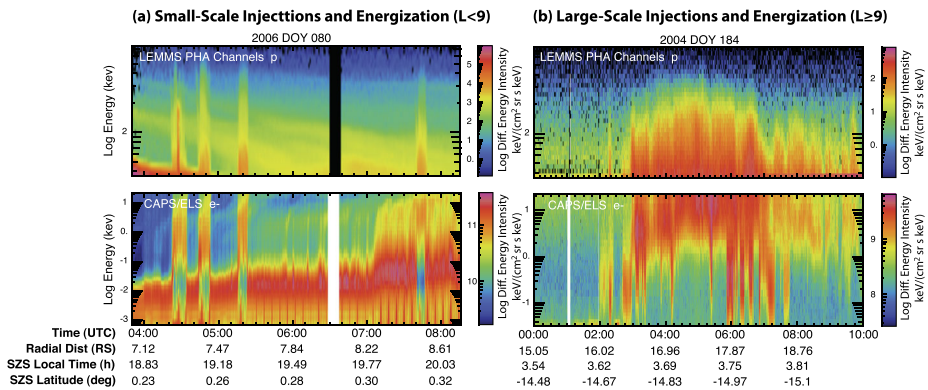 (a) Small-Scale Injecttions and Energization (L<9)
2006 DOY 080
LEMMS PHA Channels p
Log Energy (kev)
2
5
4
3
2
1
0.
Log Diff. Energy Intensity
keV/(cm2 sr s keV)
CAPS/ELS e-
Log Energy (kev)
1
0.
-1
-2
-3
11
10
Log Diff. Energy Intensity
keV/(cm2 sr s keV)
Time (UTC) 04:00 05:00 06:00 07:00 08:00
Radial Dist (RS) 7.12 7.47 7.84 8.22 8.61
SZS Local Time (h) 18.83 19.18 19.49 19.77 20.03
SZS Latitude (deg) 0.23 0.26 0.28 0.30 0.32
(b) Large-Scale Injections and Energization (L≥9)
2004 DOY 184
LEMMS PHA Channels p
2
2
1
0.
Log Diff. Energy Intensity
keV/(cm2 sr s keV)
CAPS/ELS e-
1
0.
-1
9
8
Log Diff. Energy Intensity
keV/(cm2 sr s keV)
00:00 02:00 04:00 06:00 08:00 10:00
15.05 16.02 16.96 17.87 18.76
3.54 3.62 3.69 3.75 3.81
-14.48 -14.67 -14.83 -14.97 -15.1